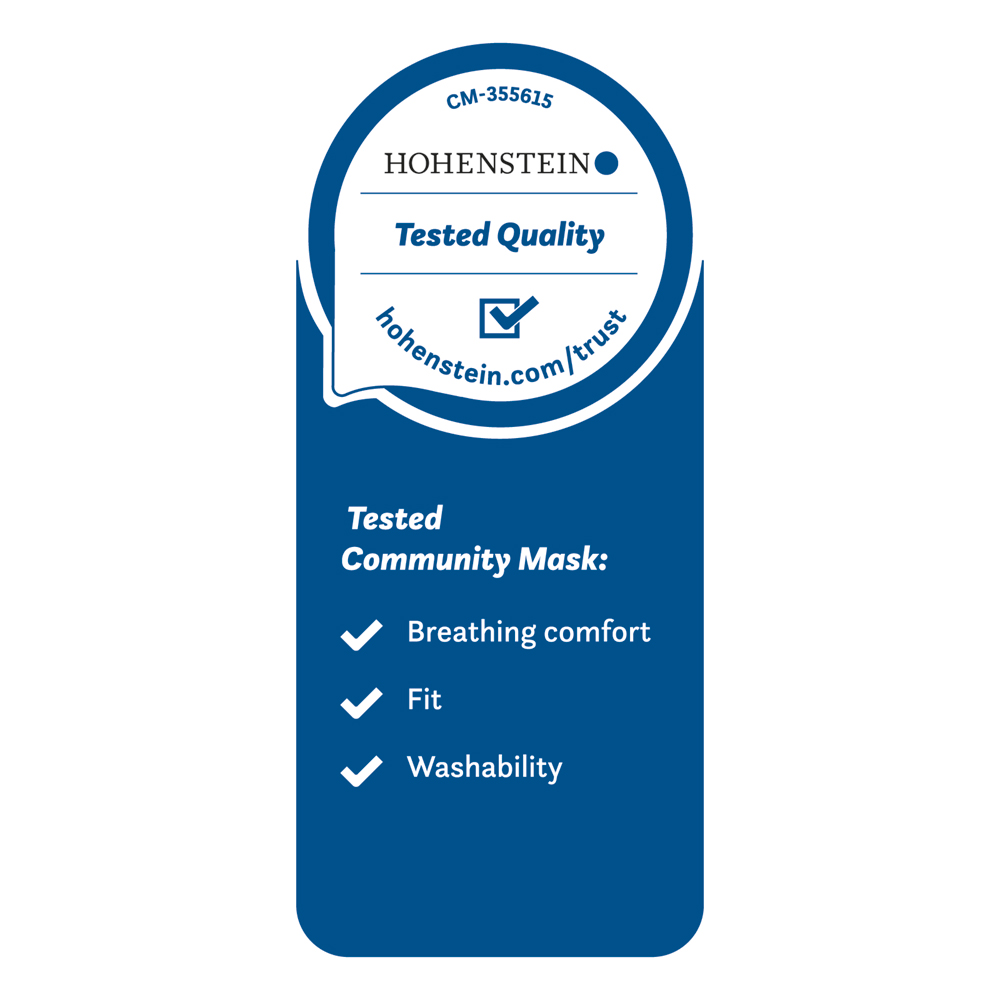 CM-355615
HOHENSTEIN
Tested Quality
hohenstein.com/trust
Tested
Community Mask:
Breathing comfort
Fit
Washability